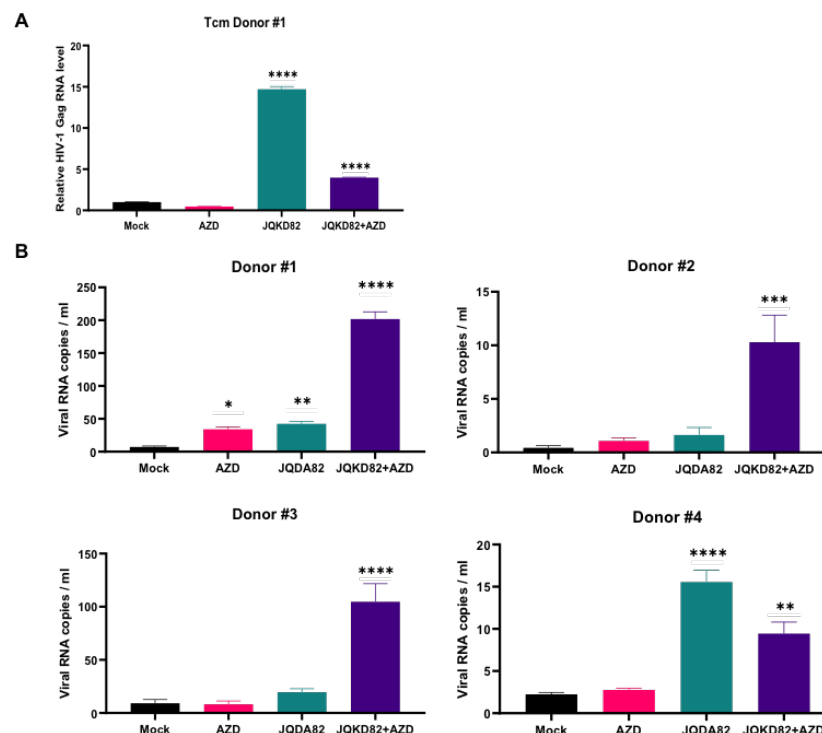 A
Tcm Donor #1
Relative HIV-1 Gag RNA level
20
15
10
5
0
****
****
Mock AZD JQKD82 JQKD82+AZD
B
Donor #1
Viral RNA copies / ml
250
200
150
100
50
0
*
**
****
Mock AZD JQDA82 JQKD82+AZD
Donor #2
Viral RNA copies / ml
15
10
5
0
***
Mock AZD JQDA82 JQKD82+AZD
Donor #3
Viral RNA copies / ml
150
100
50
0
****
Mock AZD JQDA82 JQKD82+AZD
Donor #4
Viral RNA copies / ml
20
15
10
5
0
****
**
Mock AZD JQDA82 JQKD82+AZD